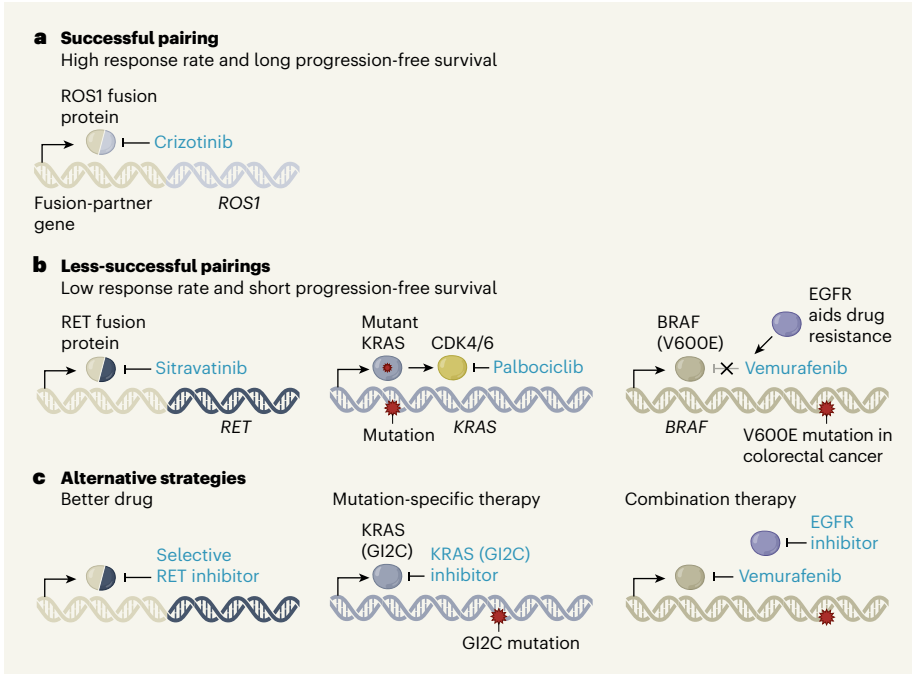 a Successful pairing
High response rate and long progression-free survival
ROS1 fusion
protein
Crizotinib
Fusion-partner
gene
ROS1
b Less-successful pairings
Low response rate and short progression-free survival
RET fusion
protein
Sitravatinib
RET
Mutant
KRAS
CDK4/6
Palbociclib
Mutation
KRAS
BRAF
(V600E)
EGFR
aids drug
resistance
Vemurafenib
BRAF
V600E mutation in
colorectal cancer
c Alternative strategies
Better drug
Selective
RET inhibitor
Mutation-specific therapy
KRAS
(GI2C)
KRAS (GI2C)
inhibitor
GI2C mutation
Combination therapy
EGFR
inhibitor
Vemurafenib